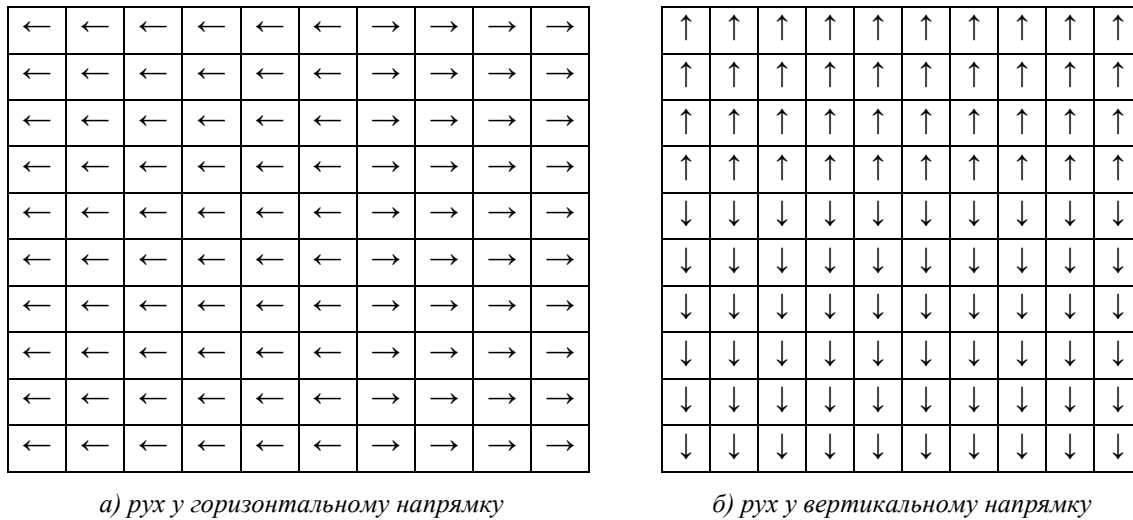 ← ← ← ← ← ← → → → →
← ← ← ← ← ← → → → →
← ← ← ← ← ← → → → →
← ← ← ← ← ← → → → →
← ← ← ← ← ← → → → →
← ← ← ← ← ← → → → →
← ← ← ← ← ← → → → →
← ← ← ← ← ← → → → →
← ← ← ← ← ← → → → →
← ← ← ← ← ← → → → →
а) рух у горизонтальному напрямку
↑ ↑ ↑ ↑ ↑ ↑ ↑ ↑ ↑ ↑
↑ ↑ ↑ ↑ ↑ ↑ ↑ ↑ ↑ ↑
↑ ↑ ↑ ↑ ↑ ↑ ↑ ↑ ↑ ↑
↑ ↑ ↑ ↑ ↑ ↑ ↑ ↑ ↑ ↑
↓ ↓ ↓ ↓ ↓ ↓ ↓ ↓ ↓ ↓
↓ ↓ ↓ ↓ ↓ ↓ ↓ ↓ ↓ ↓
↓ ↓ ↓ ↓ ↓ ↓ ↓ ↓ ↓ ↓
↓ ↓ ↓ ↓ ↓ ↓ ↓ ↓ ↓ ↓
↓ ↓ ↓ ↓ ↓ ↓ ↓ ↓ ↓ ↓
↓ ↓ ↓ ↓ ↓ ↓ ↓ ↓ ↓ ↓
б) рух у вертикальному напрямку